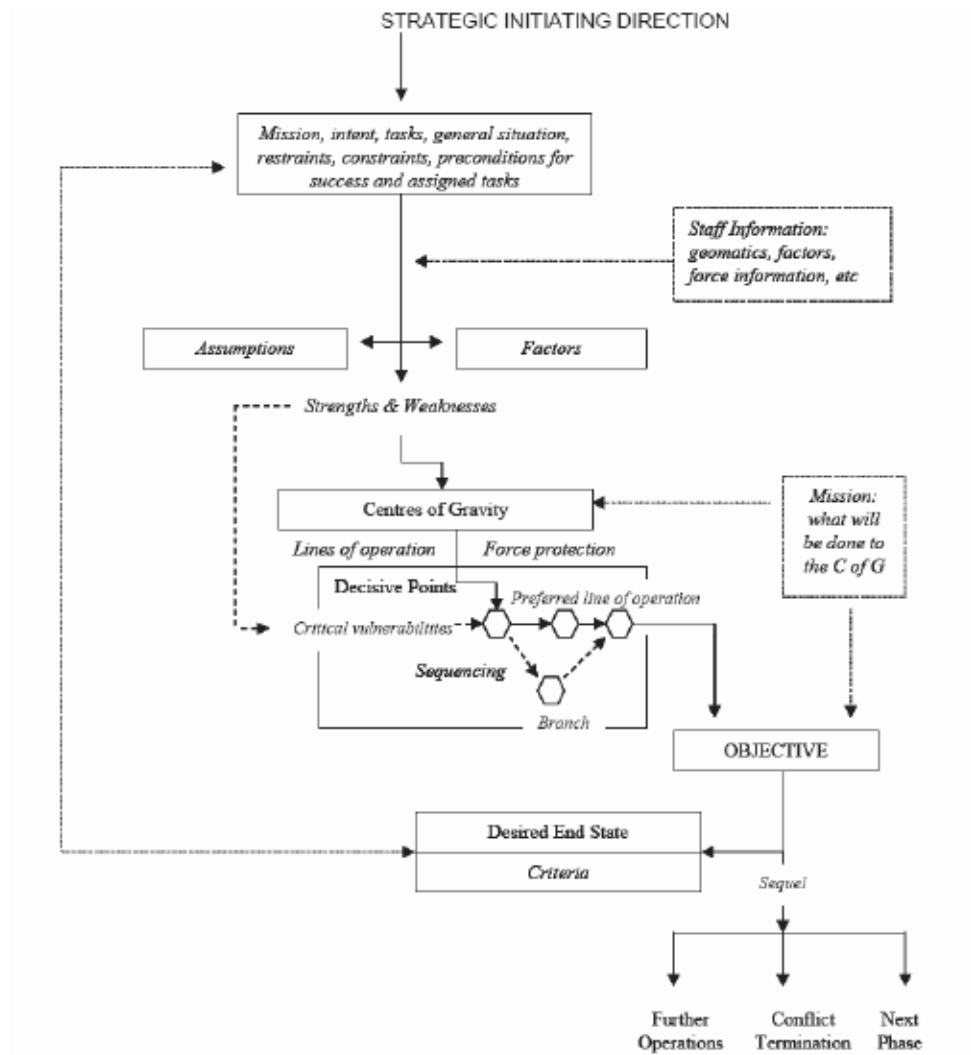 STRATEGIC INITIATING DIRECTION
Mission, intent, tasks, general situation,
restraints, constraints, preconditions for
success and assigned tasks
Staff Information:
geomatics, factors,
force information, etc
Assumptions
Factors
Strengths & Weaknesses
Centres of Gravity
Mission:
what will
be done to
the C of G
Lines of operation
Force protection
Decisive Points
Preferred line of operation
Critical vulnerabilities
Sequencing
Branch
OBJECTIVE
Desired End State
Criteria
Sequel
Further
Operations
Conflict
Termination
Next
Phase